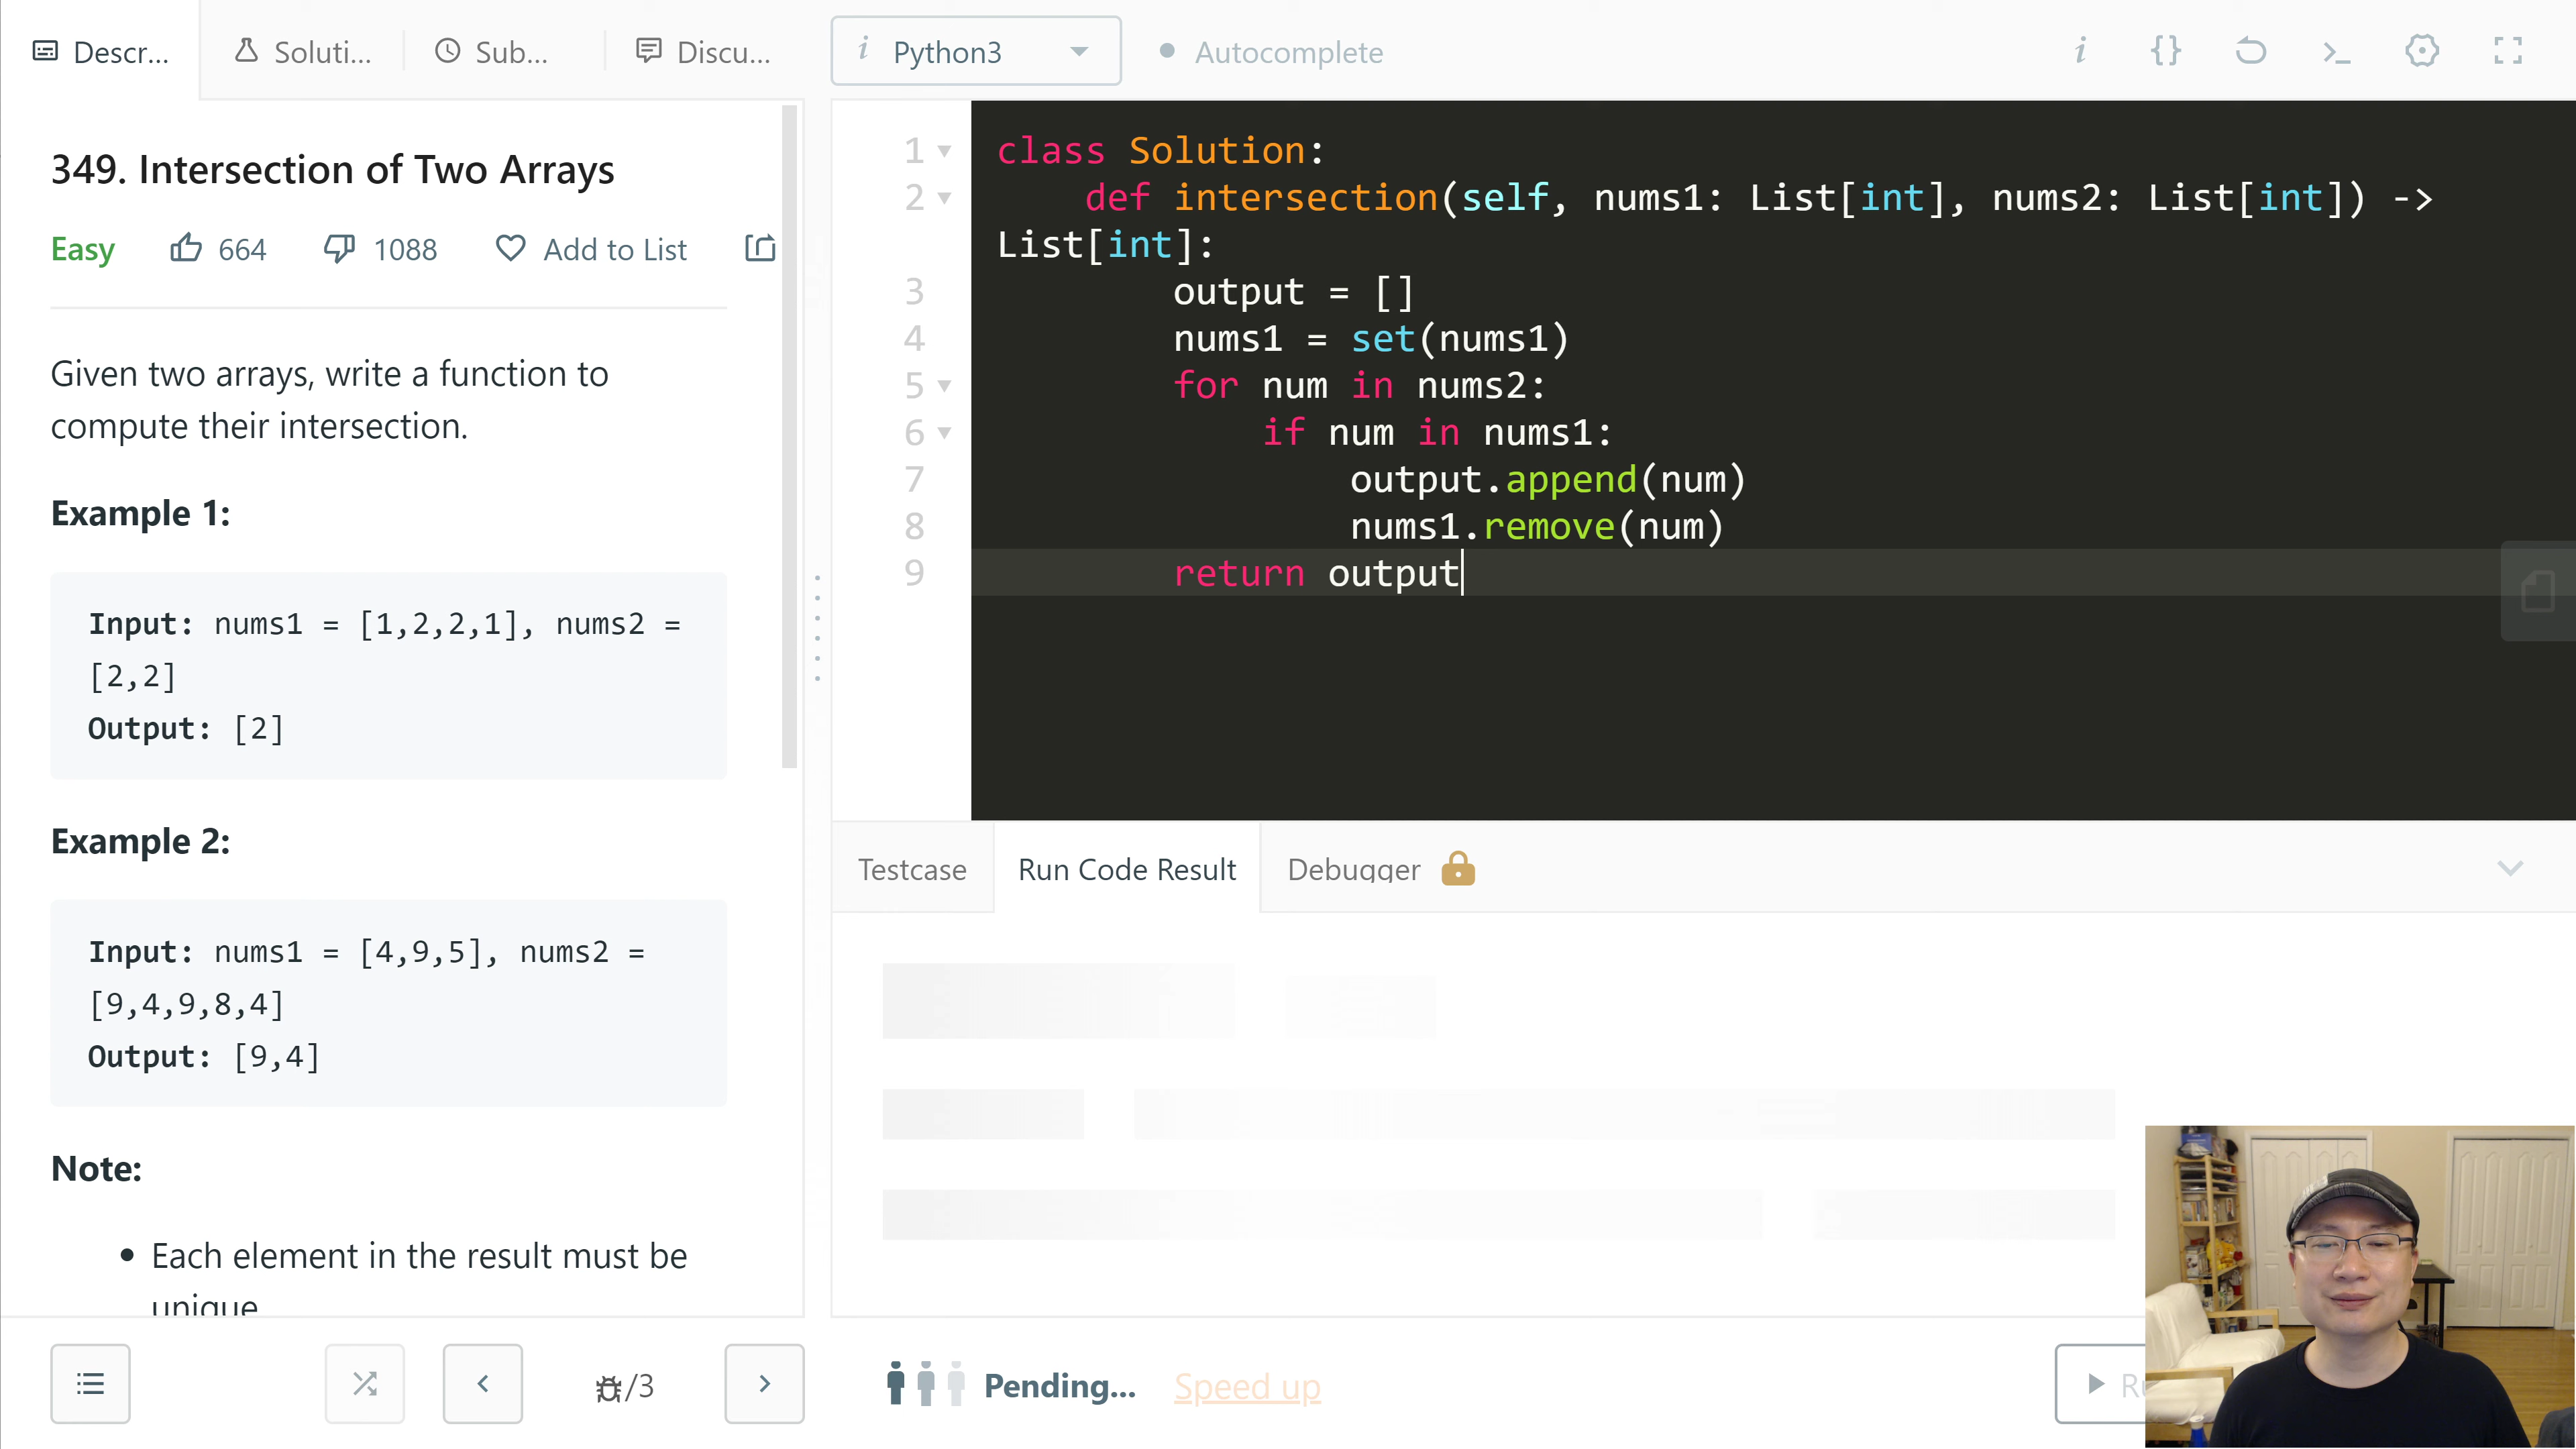 Descr...
Soluti...
Sub...
Discu...
i Python3
Autocomplete
i {} >_
349. Intersection of Two Arrays
Easy 664 1088 Add to List
Given two arrays, write a function to
compute their intersection.
Example 1:
Input: nums1 = [1,2,2,1], nums2 =
[2,2]
Output: [2]
Example 2:
Input: nums1 = [4,9,5], nums2 =
[9,4,9,8,4]
Output: [9,4]
Note:
Each element in the result must be
unique
/3
1 class Solution:
2 def intersection(self, nums1: List[int], nums2: List[int]) ->
List[int]:
3 output = []
4 nums1 = set(nums1)
5 for num in nums2:
6 if num in nums1:
7 output.append(num)
8 nums1.remove(num)
9 return output
Testcase
Run Code Result
Debugger
Pending...
Speed up